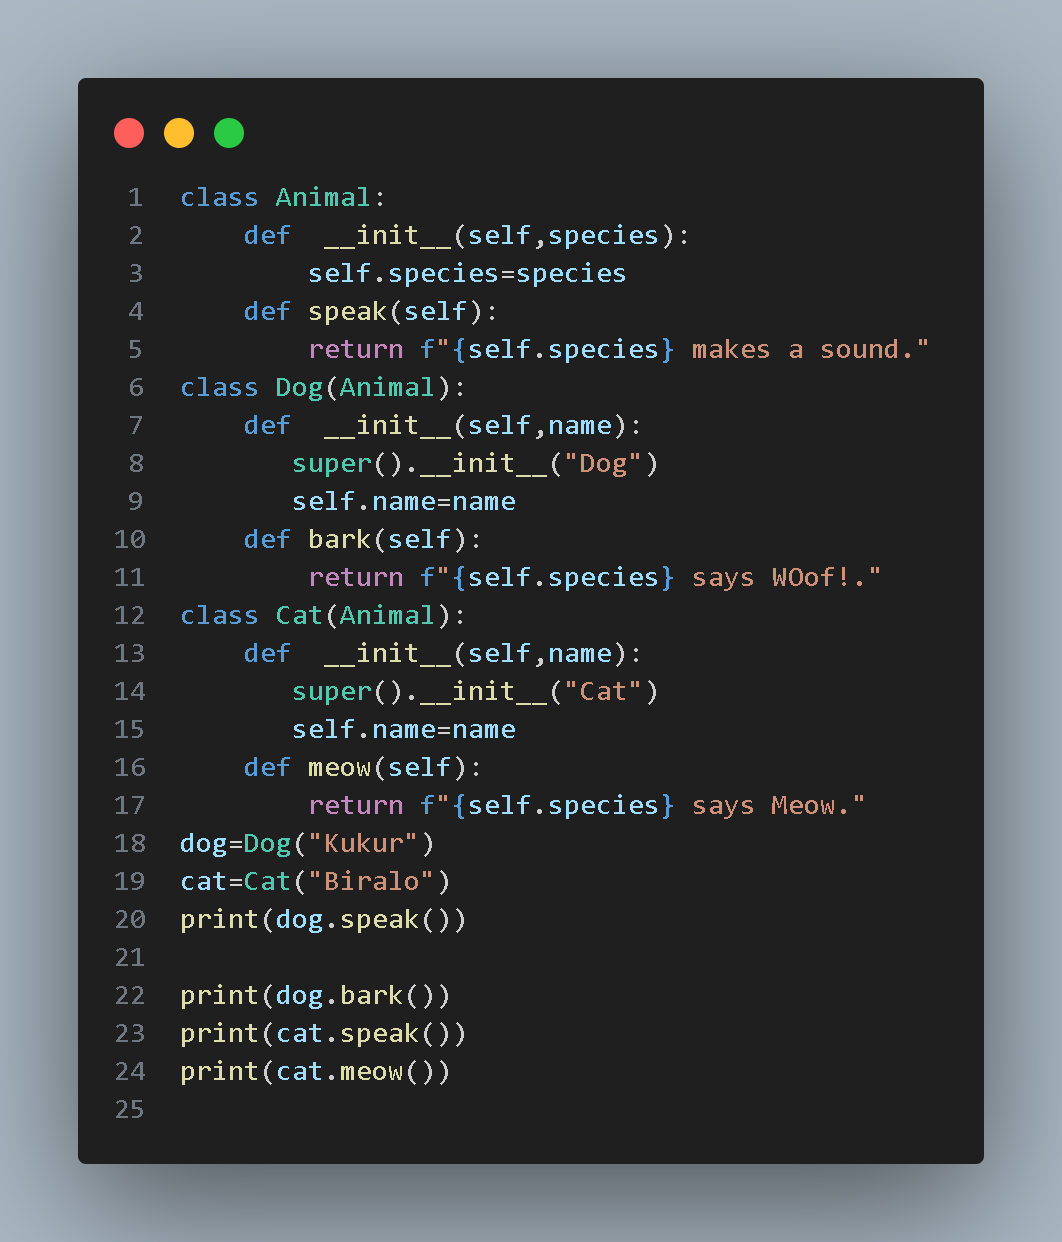 1 class Animal:
2     def  __init__(self,species):
3         self.species=species
4     def speak(self):
5         return f"{self.species} makes a sound."
6 class Dog(Animal):
7     def  __init__(self,name):
8        super().__init__("Dog")
9        self.name=name
10     def bark(self):
11         return f"{self.species} says WOof!."
12 class Cat(Animal):
13     def  __init__(self,name):
14        super().__init__("Cat")
15        self.name=name
16     def meow(self):
17         return f"{self.species} says Meow."
18 dog=Dog("Kukur")
19 cat=Cat("Biralo")
20 print(dog.speak())
21
22 print(dog.bark())
23 print(cat.speak())
24 print(cat.meow())
25